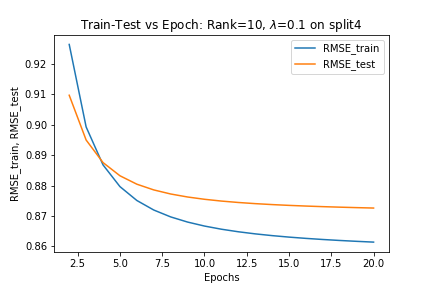 Train-Test vs Epoch: Rank=10, λ=0.1 on split4
RMSE_train
RMSE_test
RMSE_train, RMSE_test
0.92
0.91
0.90
0.89
0.88
0.87
0.86
2.5 5.0 7.5 10.0 12.5 15.0 17.5 20.0
Epochs